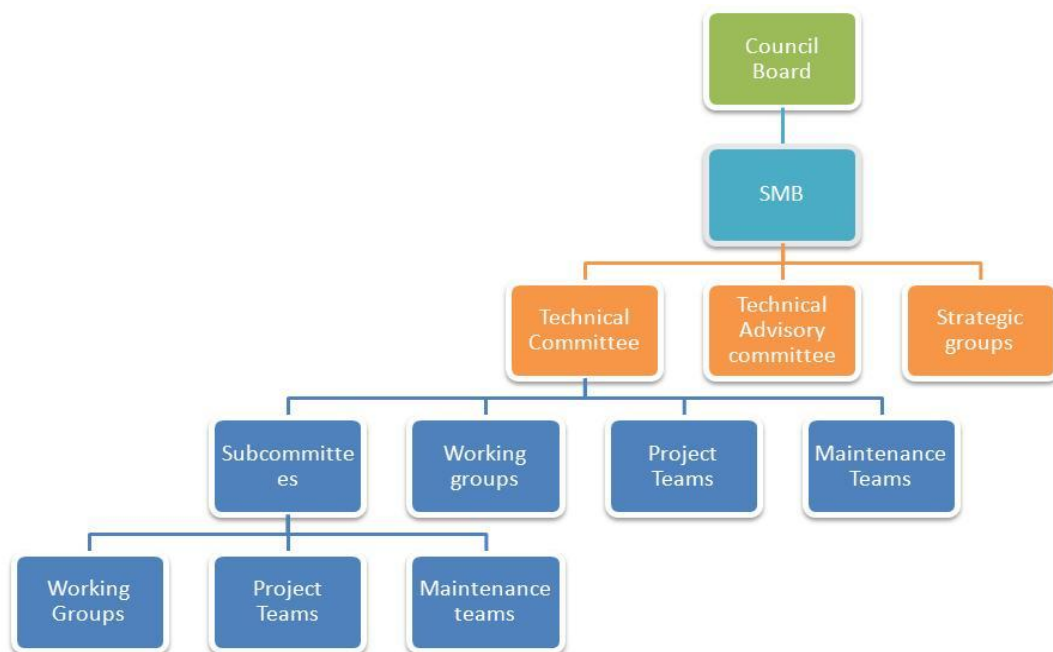 Council
Board
SMB
Technical
Committee
Technical
Advisory
committee
Strategic
groups
Subcommitte
es
Working
groups
Project
Teams
Maintenance
Teams
Working
Groups
Project
Teams
Maintenance
teams